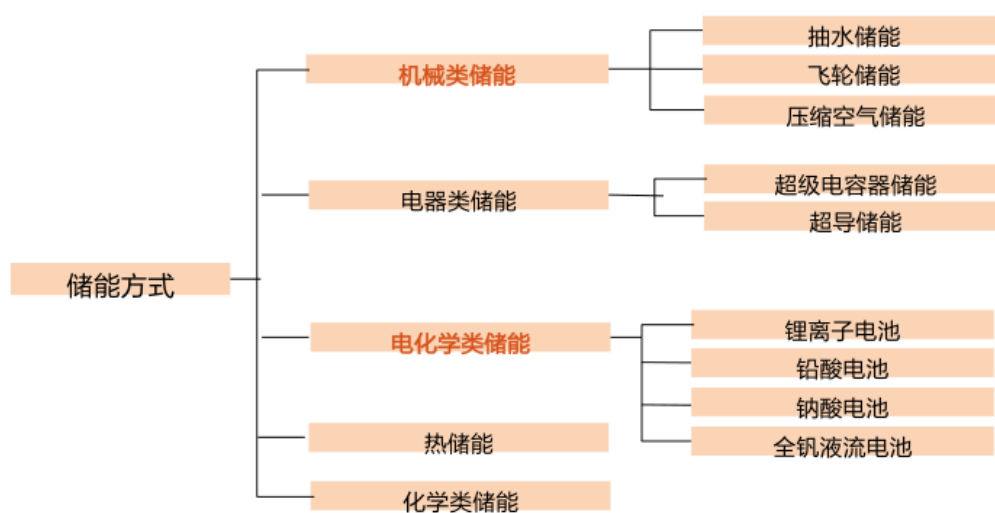 储能方式
机械类储能
抽水储能
飞轮储能
压缩空气储能
电器类储能
超级电容器储能
超导储能
电化学类储能
锂离子电池
铅酸电池
钠酸电池
全钒液流电池
热储能
化学类储能